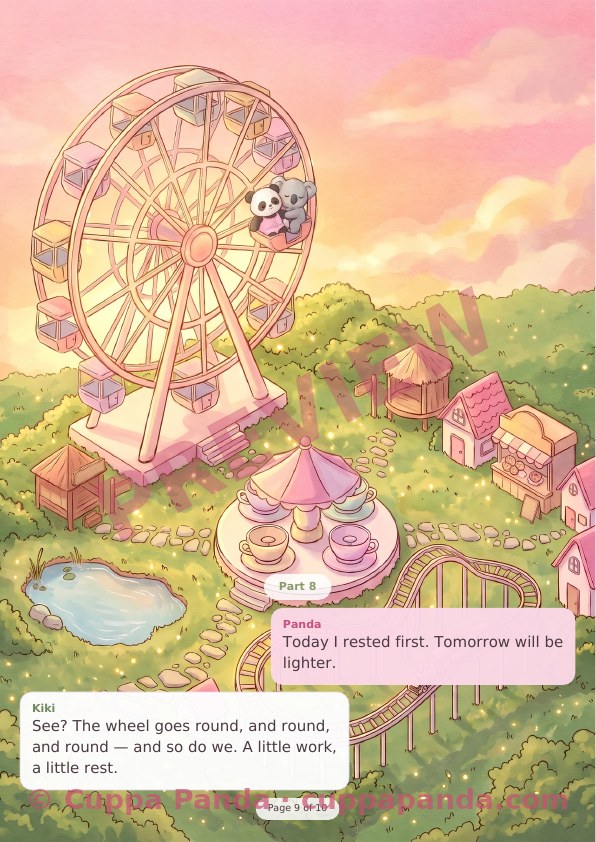 PREVIEW
Part 8
Panda
Today I rested first. Tomorrow will be
lighter.
Kiki
See? The wheel goes round, and round,
and round — and so do we. A little work,
a little rest.
© Cuppa Panda · cuppapanda.com
Page 9 of 10